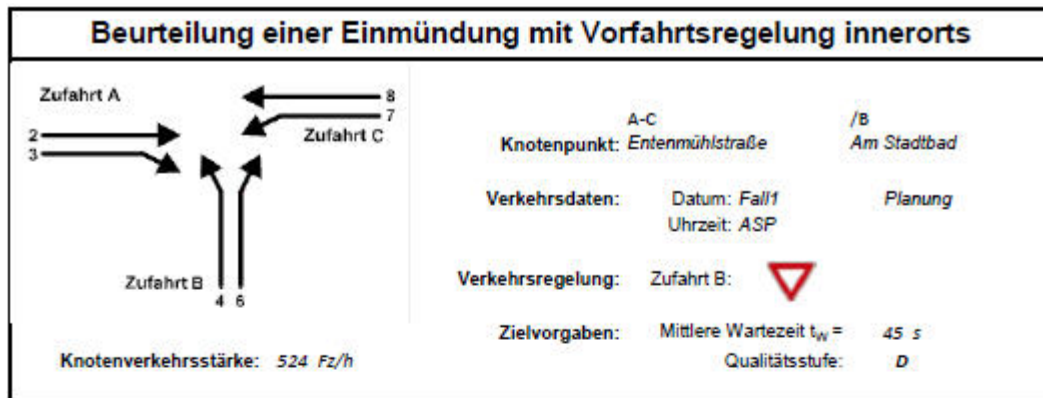 Beurteilung einer Einmündung mit Vorfahrtsregelung innerorts
Zufahrt A
2
3
8
7
Zufahrt C
Zufahrt B
4 6
Knotenverkehrsstärke: 524 Fz/h
A-C /B
Knotenpunkt: Entenmühlstraße Am Stadtbad
Verkehrsdaten: Datum: Fall1 Planung
Uhrzeit: ASP
Verkehrsregelung: Zufahrt B:
Zielvorgaben: Mittlere Wartezeit tw = 45 s
Qualitätsstufe: D